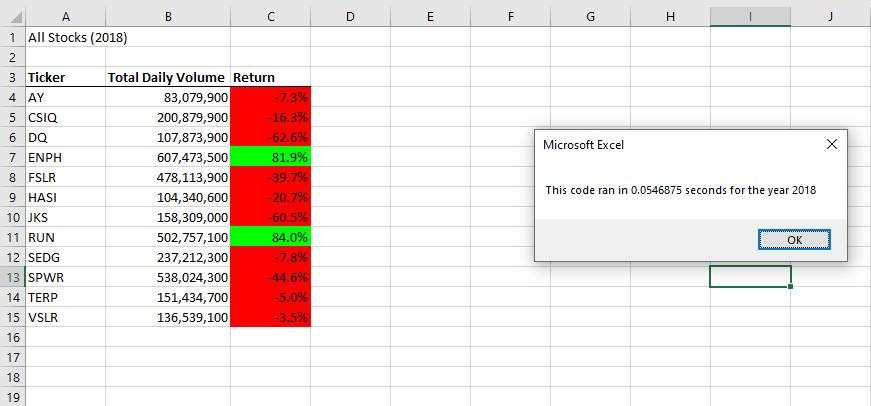 A B C D E F G H I J
1 All Stocks (2018)
2
3 Ticker Total Daily Volume Return
4 AY 83,079,900 -7.3%
5 CSIQ 200,879,900 -16.3%
6 DQ 107,873,900 -62.6%
7 ENPH 607,473,500 81.9%
8 FSLR 478,113,900 -39.7%
9 HASI 104,340,600 -20.7%
10 JKS 158,309,000 -60.5%
11 RUN 502,757,100 84.0%
12 SEDG 237,212,300 -7.8%
13 SPWR 538,024,300 -44.6%
14 TERP 151,434,700 -5.0%
15 VSLR 136,539,100 -3.5%
16
17
18
19
Microsoft Excel
This code ran in 0.0546875 seconds for the year 2018
OK